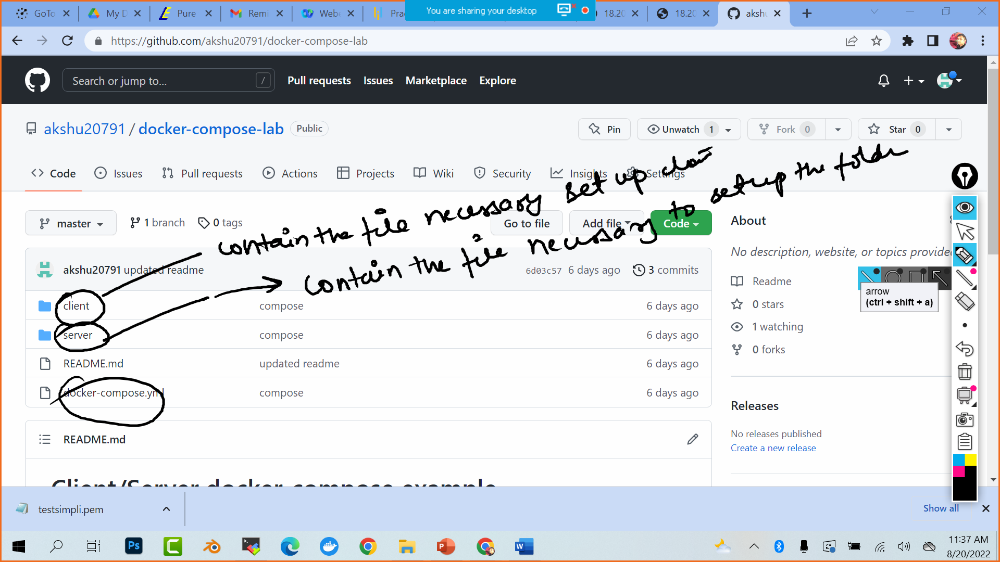 GoTo
My D
Pure
Remi
Webe
Prac
You are sharing your desktop
18.20
18.20
akshu
https://github.com/akshu20791/docker-compose-lab
Search or jump to...
/
Pull requests
Issues
Marketplace
Explore
akshu20791 / docker-compose-lab
Public
Pin
Unwatch 1
Fork 0
Star 0
Code
Issues
Pull requests
Actions
Projects
Wiki
Security
Insights
Settings
contain the file necessary set up
contain the file necessary to setup the folder
master
1 branch
0 tags
Go to file
Add file
Code
akshu20791 updated readme
6d03c57 6 days ago
3 commits
client
compose
6 days ago
server
compose
6 days ago
README.md
updated readme
6 days ago
docker-compose.yml
compose
6 days ago
README.md
Client/Server docker-compose example
About
No description, website, or topics provided
Readme
0 stars
1 watching
0 forks
Releases
No releases published
Create a new release
arrow
(ctrl + shift + a)
testsimpli.pem
Show all
Ps
C
P
W
11:37 AM
8/20/2022